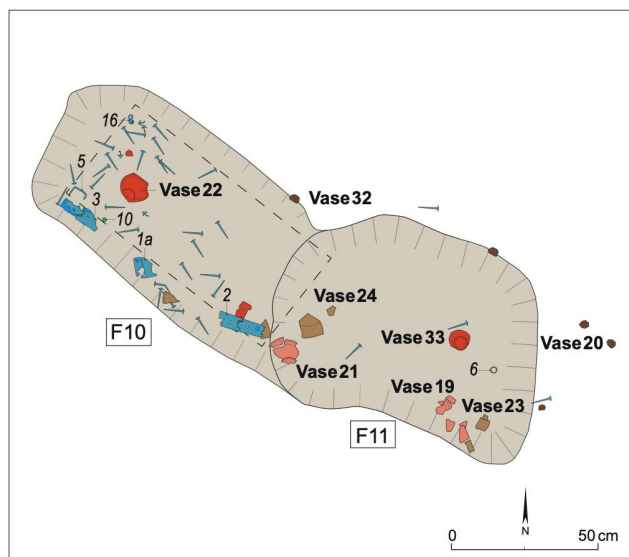 16
5
Vase 22
3
Vase 32
10
1a
Vase 24
2
F10
Vase 33
Vase 20
6
Vase 21
Vase 19
Vase 23
F11
N
0
50 cm